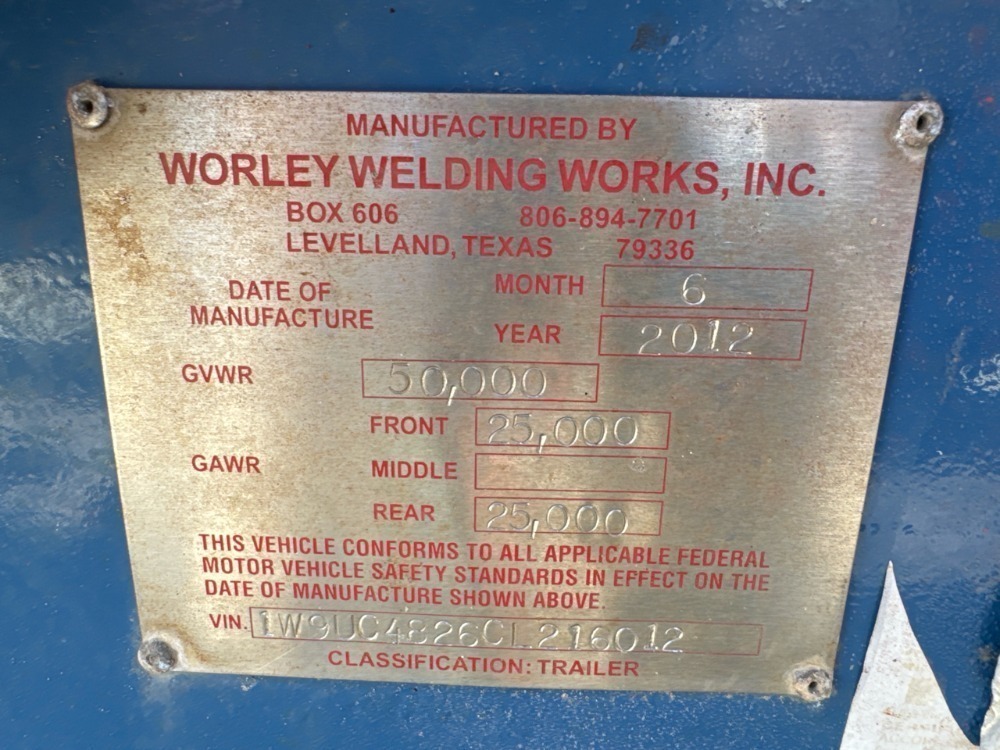 MANUFACTURED BY
WORLEY WELDING WORKS, INC.
BOX 606 806-894-7701
LEVELLAND, TEXAS 79336
DATE OF MANUFACTURE
MONTH 6
YEAR 2012
GVWR 50,000
GAWR
FRONT 25,000
MIDDLE
REAR 25,000
THIS VEHICLE CONFORMS TO ALL APPLICABLE FEDERAL
MOTOR VEHICLE SAFETY STANDARDS IN EFFECT ON THE
DATE OF MANUFACTURE SHOWN ABOVE.
VIN. 1W9UC4826CL216012
CLASSIFICATION: TRAILER